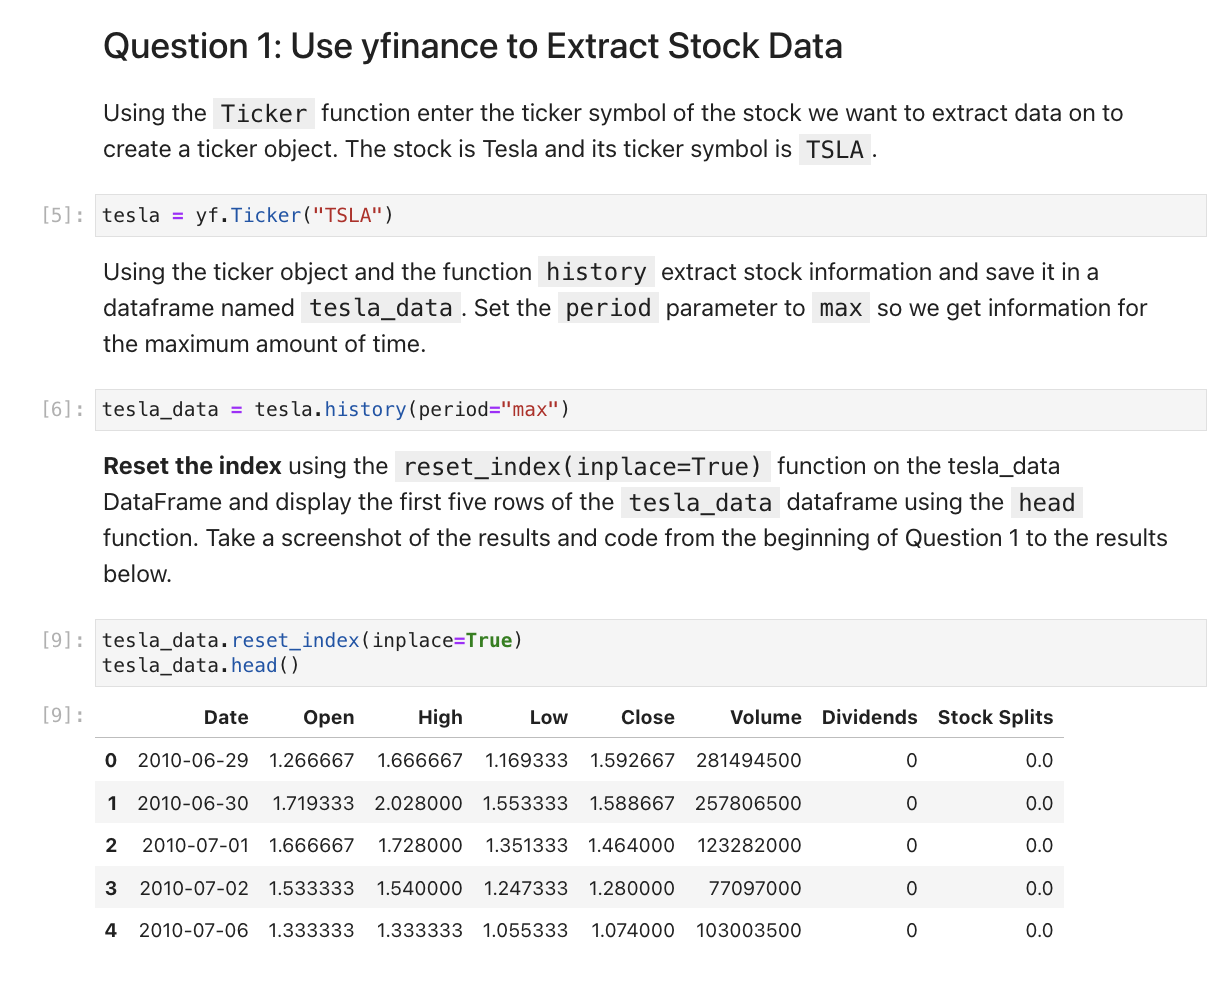 Question 1: Use yfinance to Extract Stock Data
Using the Ticker function enter the ticker symbol of the stock we want to extract data on to
create a ticker object. The stock is Tesla and its ticker symbol is TSLA .
[5]: tesla = yf.Ticker("TSLA")
Using the ticker object and the function history extract stock information and save it in a
dataframe named tesla_data . Set the period parameter to max so we get information for
the maximum amount of time.
[6]: tesla_data = tesla.history(period="max")
Reset the index using the reset_index(inplace=True) function on the tesla_data
DataFrame and display the first five rows of the tesla_data dataframe using the head
function. Take a screenshot of the results and code from the beginning of Question 1 to the results
below.
[9]: tesla_data.reset_index(inplace=True)
tesla_data.head()
[9]: Date Open High Low Close Volume Dividends Stock Splits
0 2010-06-29 1.266667 1.666667 1.169333 1.592667 281494500 0 0.0
1 2010-06-30 1.719333 2.028000 1.553333 1.588667 257806500 0 0.0
2 2010-07-01 1.666667 1.728000 1.351333 1.464000 123282000 0 0.0
3 2010-07-02 1.533333 1.540000 1.247333 1.280000 77097000 0 0.0
4 2010-07-06 1.333333 1.333333 1.055333 1.074000 103003500 0 0.0